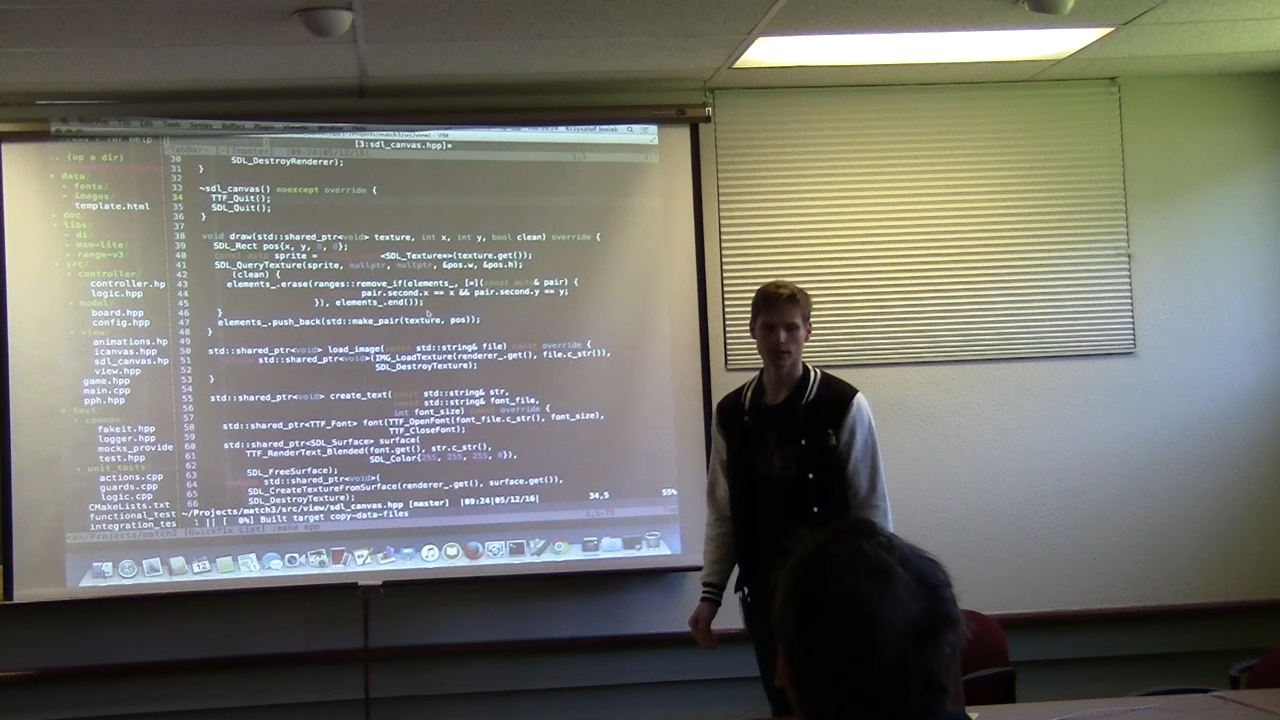 Krzysztof Jusiak
[3:sdl_canvas.hpp]=
.. (up a dir)
data/
fonts/
images/
template.html
doc/
libs/
di/
msm-lite/
range-v3/
src/
controller/
controller.hp
logic.hpp
model/
board.hpp
config.hpp
view/
animations.hp
icanvas.hpp
sdl_canvas.hp
view.hpp
game.hpp
main.cpp
pph.hpp
test/
common/
fakeit.hpp
logger.hpp
mocks_provide
test.hpp
unit_tests/
actions.cpp
guards.cpp
logic.cpp
CMakeLists.txt
functional_test
integration_tes
30 SDL_DestroyRenderer);
31 }
32
33 ~sdl_canvas() noexcept override {
34 TTF_Quit();
35 SDL_Quit();
36 }
37
38 void draw(std::shared_ptr<void> texture, int x, int y, bool clean) override {
39 SDL_Rect pos{x, y, 0, 0};
40 const auto sprite = <SDL_Texture*>(texture.get());
41 SDL_QueryTexture(sprite, nullptr, nullptr, &pos.w, &pos.h);
42 (clean) {
43 elements_.erase(ranges::remove_if(elements_, [=](const auto& pair) {
44 pair.second.x == x && pair.second.y == y;
45 }), elements_.end());
46 }
47 elements_.push_back(std::make_pair(texture, pos));
48 }
49
50 std::shared_ptr<void> load_image(const std::string& file) const override {
51 std::shared_ptr<void>(IMG_LoadTexture(renderer_.get(), file.c_str()),
52 SDL_DestroyTexture);
53 }
54
55 std::shared_ptr<void> create_text(const std::string& str,
56 const std::string& font_file,
57 int font_size) const override {
58 std::shared_ptr<TTF_Font> font(TTF_OpenFont(font_file.c_str(), font_size),
59 TTF_CloseFont);
60 std::shared_ptr<SDL_Surface> surface(
61 TTF_RenderText_Blended(font.get(), str.c_str(),
62 SDL_Color{255, 255, 255, 0}),
63 SDL_FreeSurface);
64 std::shared_ptr<void>(
65 SDL_CreateTextureFromSurface(renderer_.get(), surface.get()),
66 SDL_DestroyTexture);
~/Projects/match3/src/view/sdl_canvas.hpp [master] |09:24|05/12/16| 34,5 55%
1 || [ 0%] Built target copy-data-files
[Quickfix List] :make app